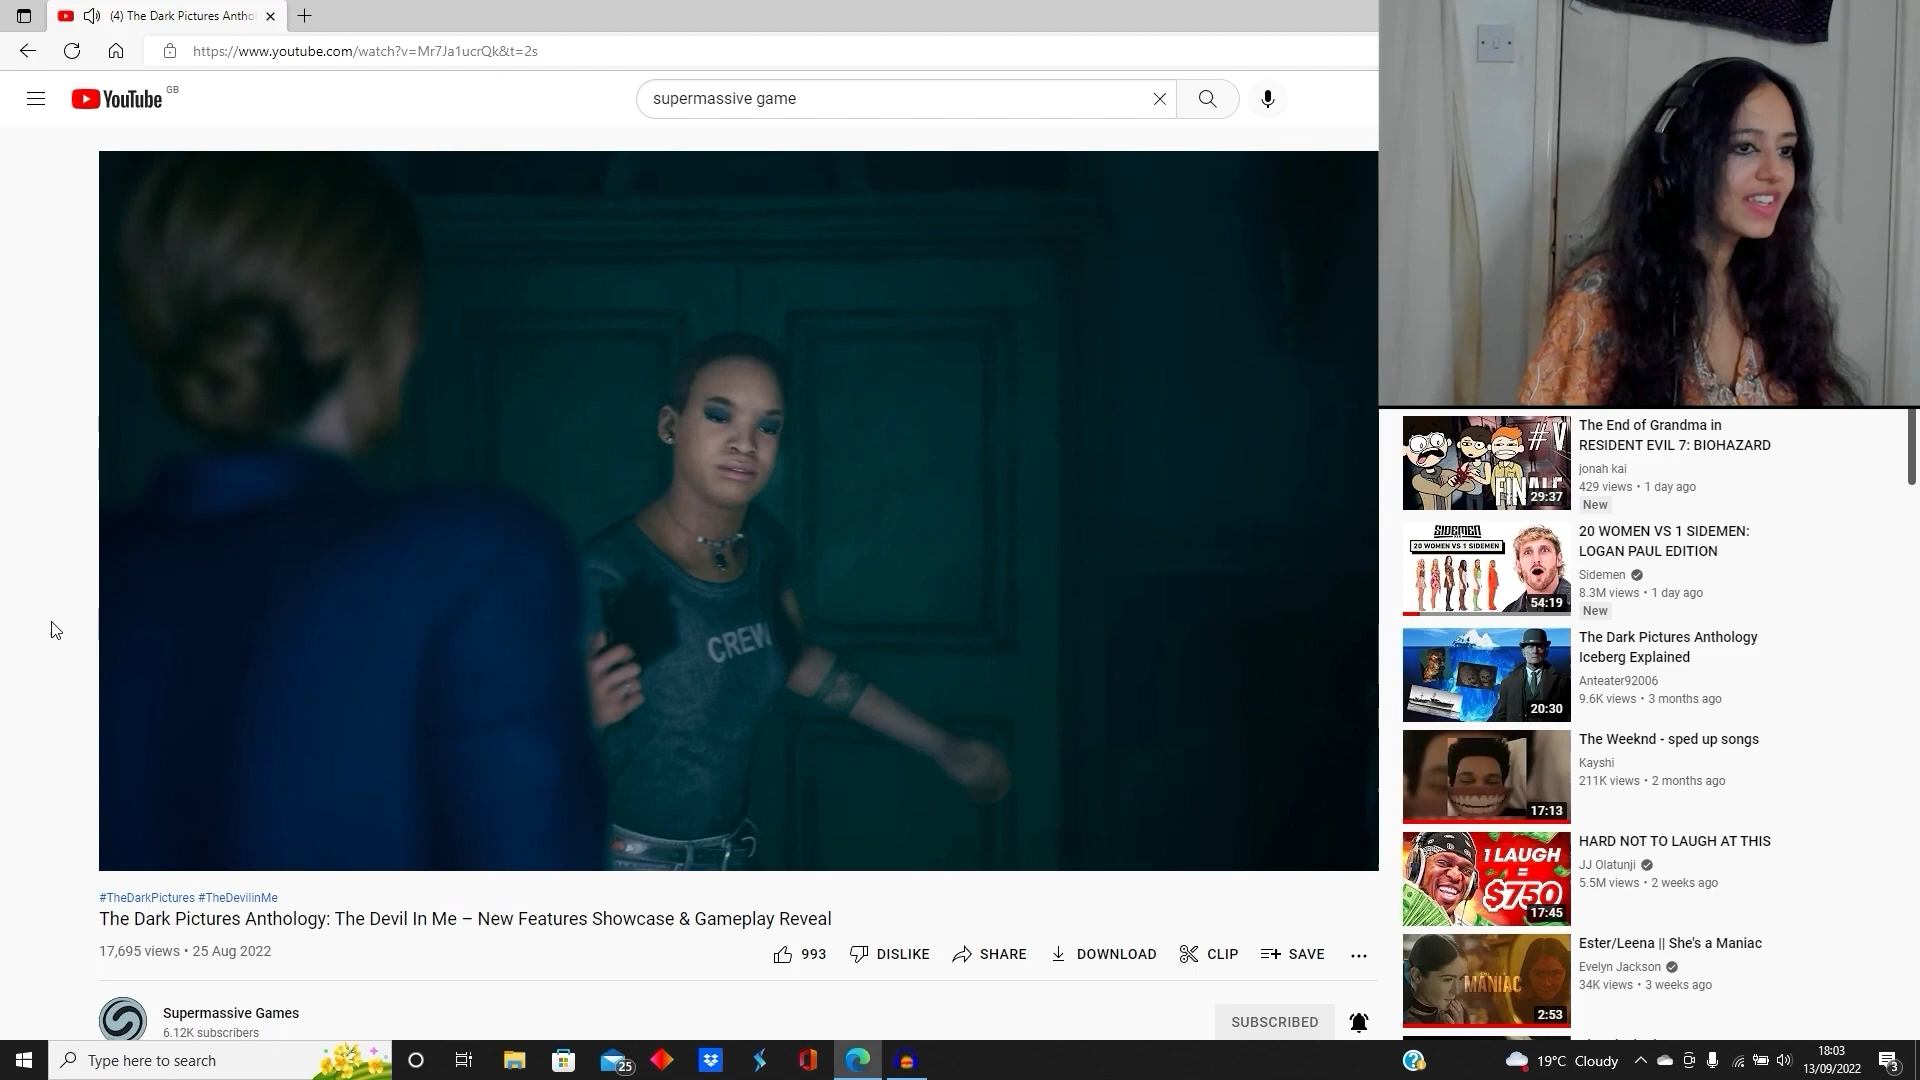 (4) The Dark Pictures Antho
https://www.youtube.com/watch?v=Mr7Ja1ucrQk&t=2s
YouTube GB
supermassive game
CREW
#TheDarkPictures #TheDevilinMe
The Dark Pictures Anthology: The Devil In Me – New Features Showcase & Gameplay Reveal
17,695 views • 25 Aug 2022
993 DISLIKE SHARE DOWNLOAD CLIP SAVE
Supermassive Games
6.12K subscribers
SUBSCRIBED
#V
FINALE
29:37
The End of Grandma in
RESIDENT EVIL 7: BIOHAZARD
jonah kai
429 views • 1 day ago
New
SIDEMEN
20 WOMEN VS 1 SIDEMEN
54:19
20 WOMEN VS 1 SIDEMEN:
LOGAN PAUL EDITION
Sidemen
8.3M views • 1 day ago
New
20:30
The Dark Pictures Anthology
Iceberg Explained
Anteater92006
9.6K views • 3 months ago
17:13
The Weeknd - sped up songs
Kayshi
211K views • 2 months ago
1 LAUGH
=
$750
17:45
HARD NOT TO LAUGH AT THIS
JJ Olatunji
5.5M views • 2 weeks ago
MANIAC
2:53
Ester/Leena || She's a Maniac
Evelyn Jackson
34K views • 3 weeks ago
Type here to search
25
19°C Cloudy
18:03
13/09/2022
3